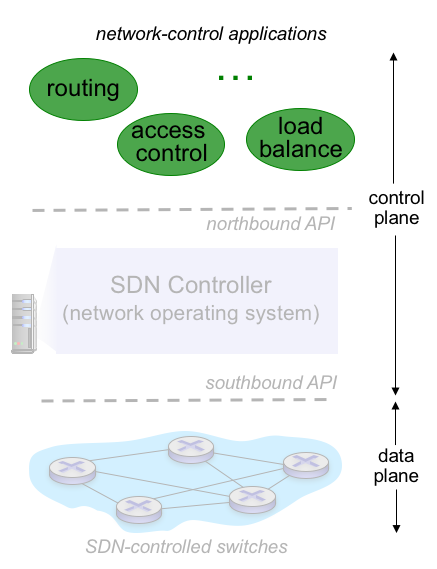 network-control applications
routing
...
access
control
load
balance
control
plane
northbound API
SDN Controller
(network operating system)
southbound API
data
plane
SDN-controlled switches